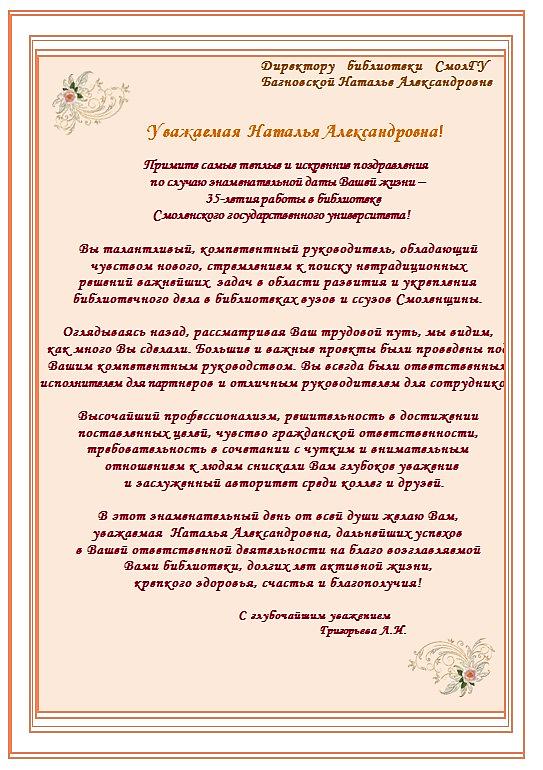 Директору библиотеки СмолГУ
Багновской Наталье Александровне
Уважаемая Наталья Александровна!
Примите самые теплые и искренние поздравления
по случаю знаменательной даты Вашей жизни –
35-летия работы в библиотеке
Смоленского государственного университета!
Вы талантливый, компетентный руководитель, обладающий
чувством нового, стремлением к поиску нетрадиционных
решений важнейших задач в области развития и укрепления
библиотечного дела в библиотеках вузов и ссузов Смоленщины.
Оглядываясь назад, рассматривая Ваш трудовой путь, мы видим,
как много Вы сделали. Большие и важные проекты были проведены под
Вашим компетентным руководством. Вы всегда были ответственным
исполнителем для партнеров и отличным руководителем для сотруднико
Высочайший профессионализм, решительность в достижении
поставленных целей, чувство гражданской ответственности,
требовательность в сочетании с чутким и внимательным
отношением к людям снискали Вам глубокое уважение
и заслуженный авторитет среди коллег и друзей.
В этот знаменательный день от всей души желаю Вам,
уважаемая Наталья Александровна, дальнейших успехов
в Вашей ответственной деятельности на благо возглавляемой
Вами библиотеки, долгих лет активной жизни,
крепкого здоровья, счастья и благополучия!
С глубочайшим уважением
Григорьева Л.И.